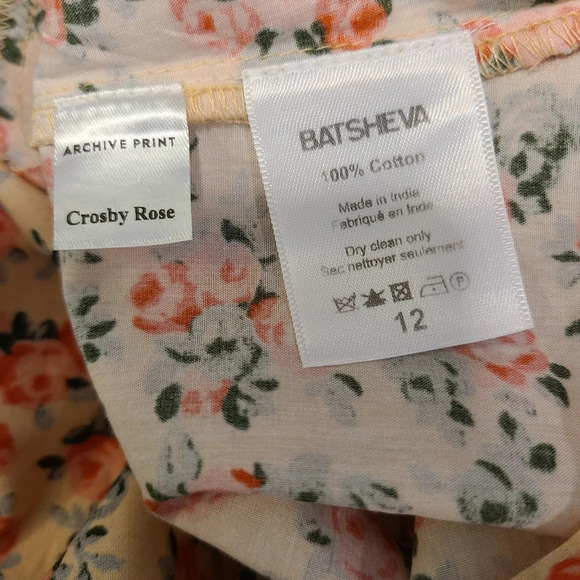 ARCHIVE PRINT
Crosby Rose
BATSHEVA
100% Cotton
Made in India
Fabriqué en Inde
Dry clean only
Sec nettoyer seulement
P
12